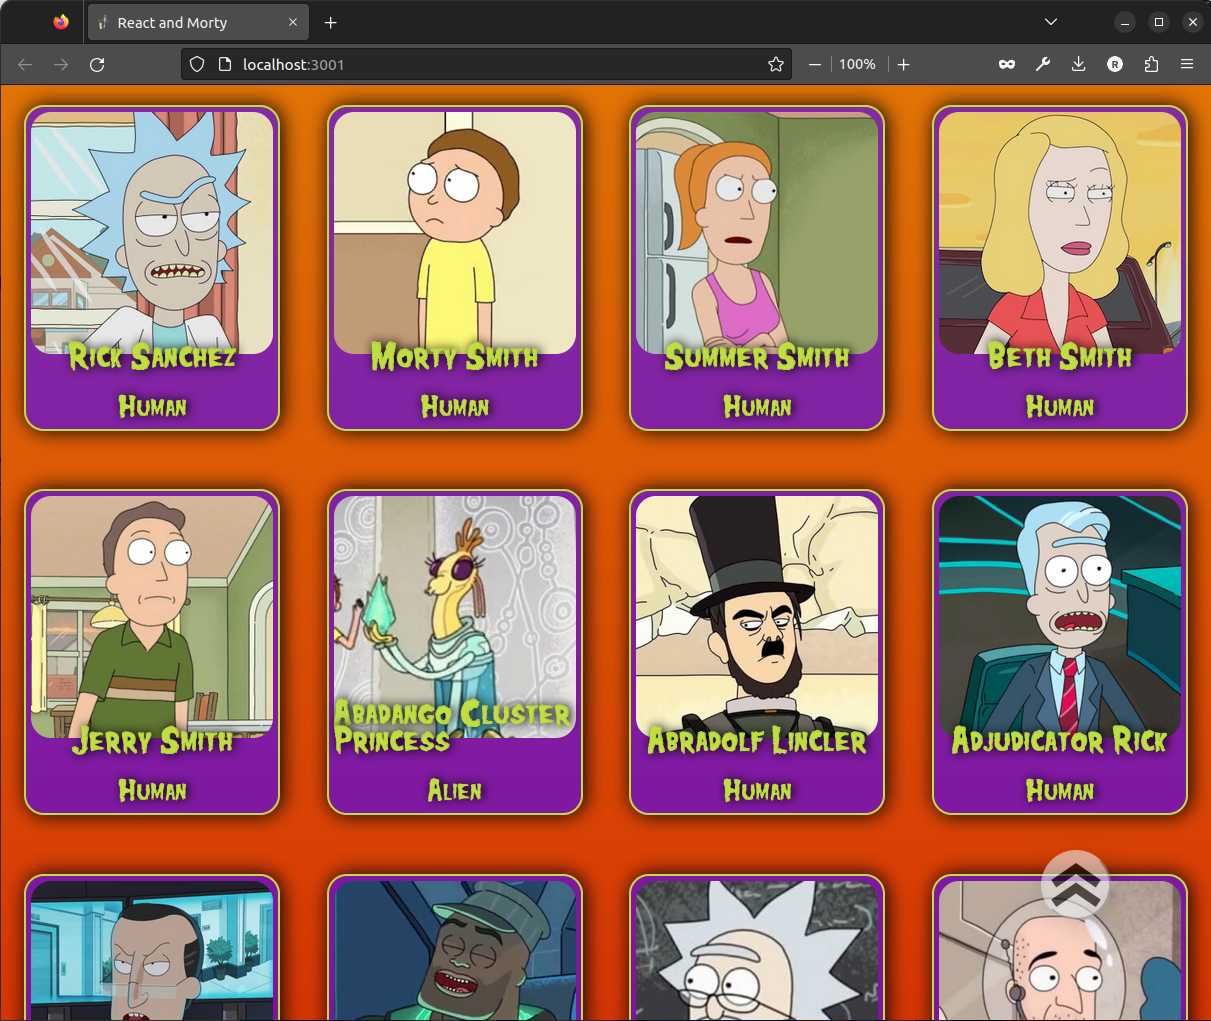 React and Morty
localhost:3001
100%
R
Rick Sanchez
Human
Morty Smith
Human
Summer Smith
Human
Beth Smith
Human
Jerry Smith
Human
Abadango Cluster
Princess
Alien
Abradolf Lincler
Human
Adjudicator Rick
Human